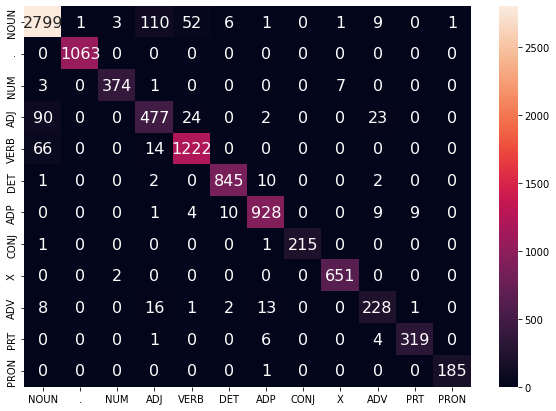 NOUN 2799 1 3 110 52 6 1 0 1 9 0 1
. 0 1063 0 0 0 0 0 0 0 0 0 0
NUM 3 0 374 1 0 0 0 0 7 0 0 0
ADJ 90 0 0 477 24 0 2 0 0 23 0 0
VERB 66 0 0 14 1222 0 0 0 0 0 0 0
DET 1 0 0 2 0 845 10 0 0 2 0 0
ADP 0 0 0 1 4 10 928 0 0 9 9 0
CONJ 1 0 0 0 0 0 1 215 0 0 0 0
X 0 0 2 0 0 0 0 0 651 0 0 0
ADV 8 0 0 16 1 2 13 0 0 228 1 0
PRT 0 0 0 1 0 0 6 0 0 4 319 0
PRON 0 0 0 0 0 0 1 0 0 0 0 185
NOUN . NUM ADJ VERB DET ADP CONJ X ADV PRT PRON
2500
2000
1500
1000
500
0